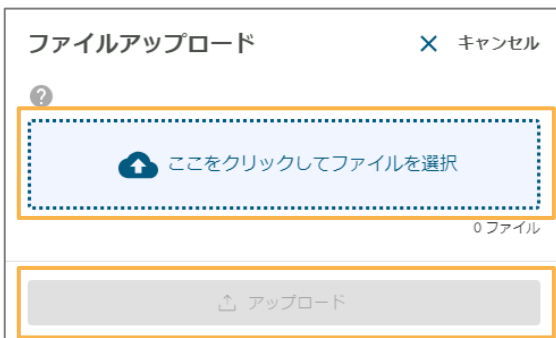 ファイルアップロード
キャンセル
?
ここをクリックしてファイルを選択
0 ファイル
アップロード